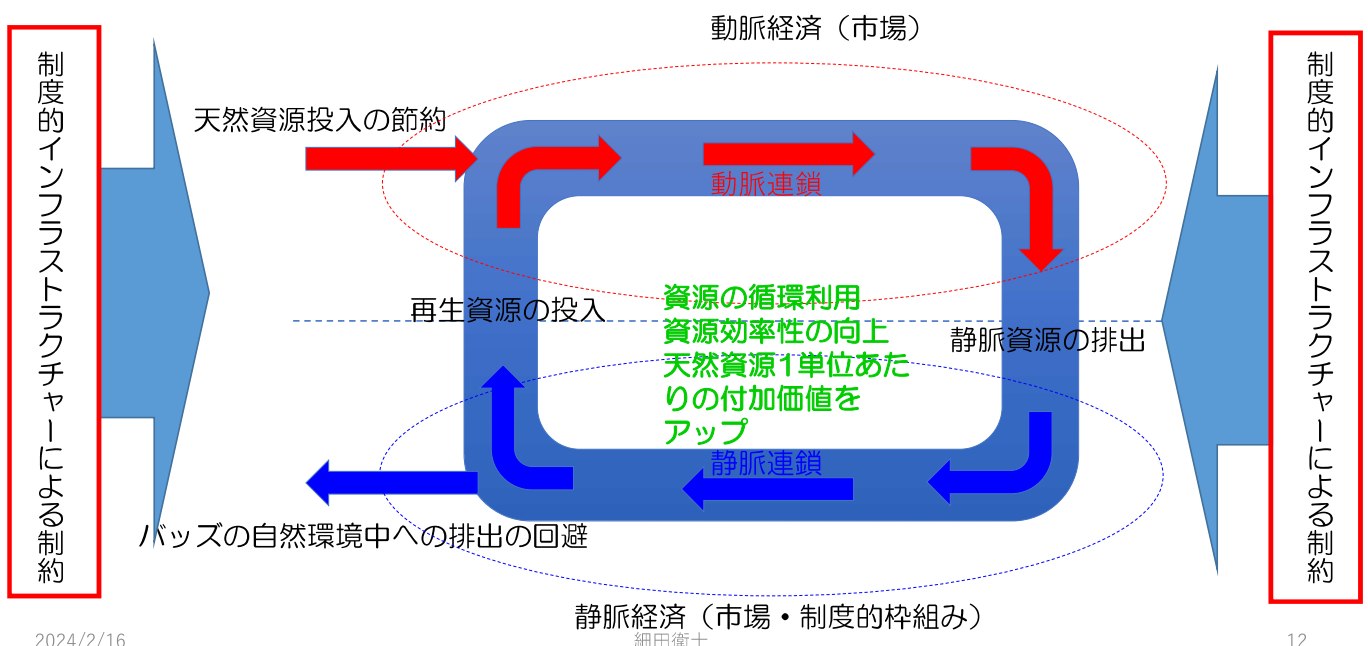 動脈経済（市場）
制度的インフラストラクチャーによる制約
制度的インフラストラクチャーによる制約
天然資源投入の節約
動脈連鎖
再生資源の投入
資源の循環利用
資源効率性の向上
天然資源1単位あた
りの付加価値を
アップ
静脈資源の排出
静脈連鎖
バッズの自然環境中への排出の回避
静脈経済（市場・制度的枠組み）
2024/2/16
細田衛士
12